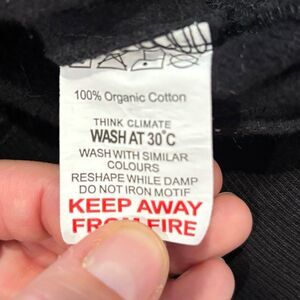 100% Organic Cotton
THINK CLIMATE
WASH AT 30°C
WASH WITH SIMILAR
COLOURS
RESHAPE WHILE DAMP
DO NOT IRON MOTIF
KEEP AWAY
FROM FIRE